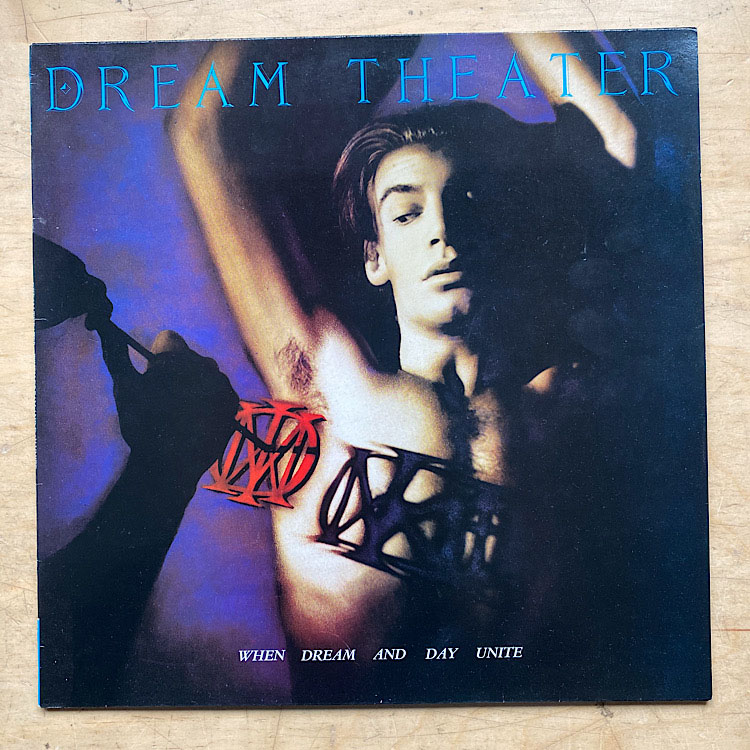 DREAM THEATER
WHEN DREAM AND DAY UNITE